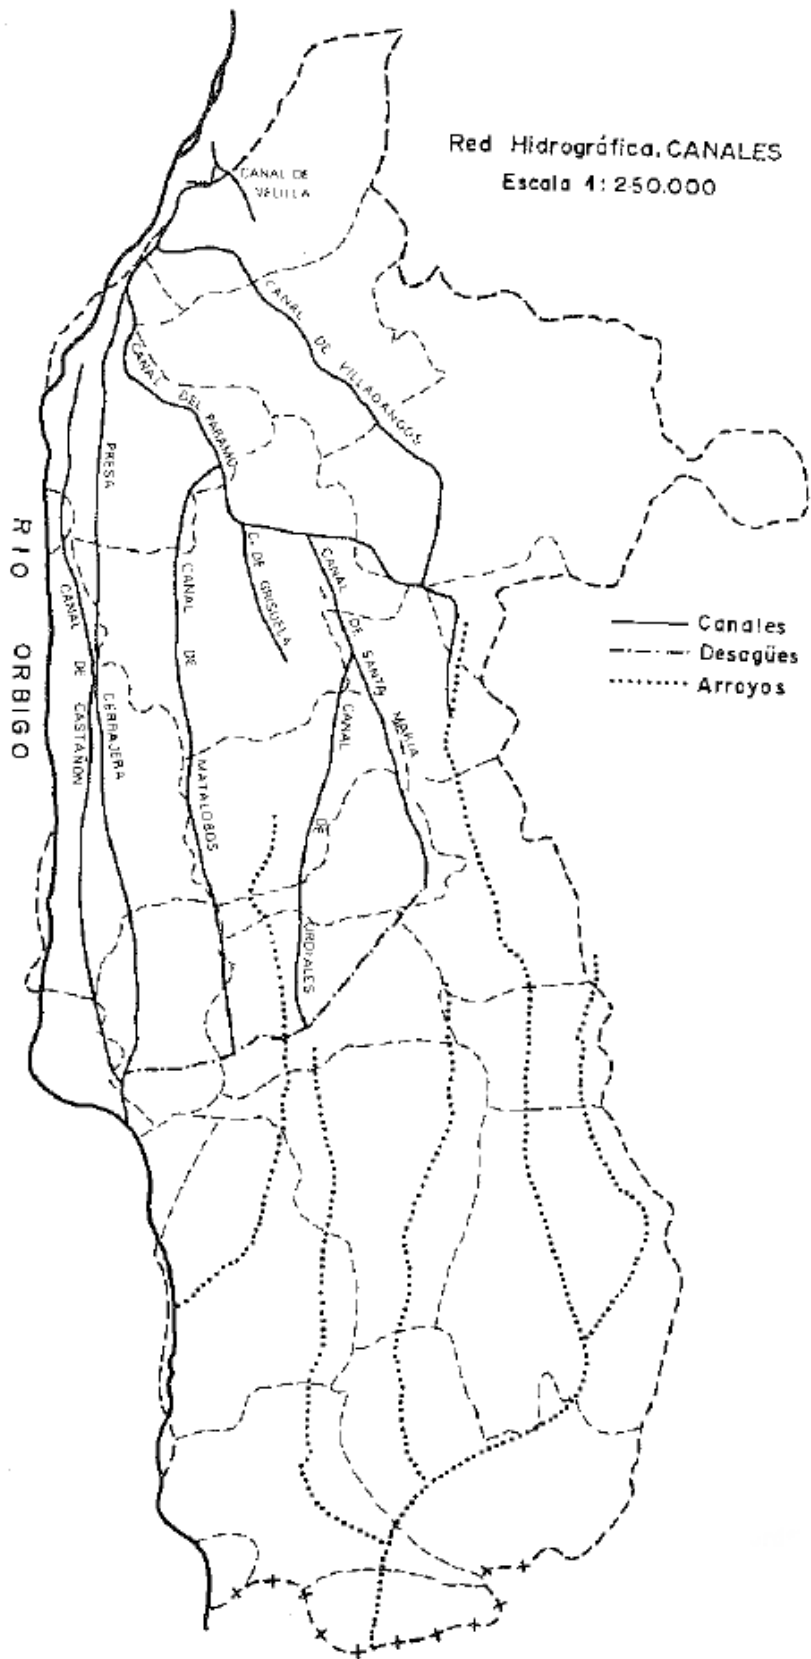 Red Hidrográfica. CANALES
Escala 1: 250.000
CANAL DE
VELILLA
CANAL DE VILLADANGOS
CANAL DEL PARAMO
PRESA CERRAJERA
RIO ORBIGO
CANAL DE CASTAÑON
CANAL DE MATALOBOS
C. DE GRISUELA
CANAL DE SANTA MARIA
CANAL DE URDIALES
Canales
Desagües
Arroyos